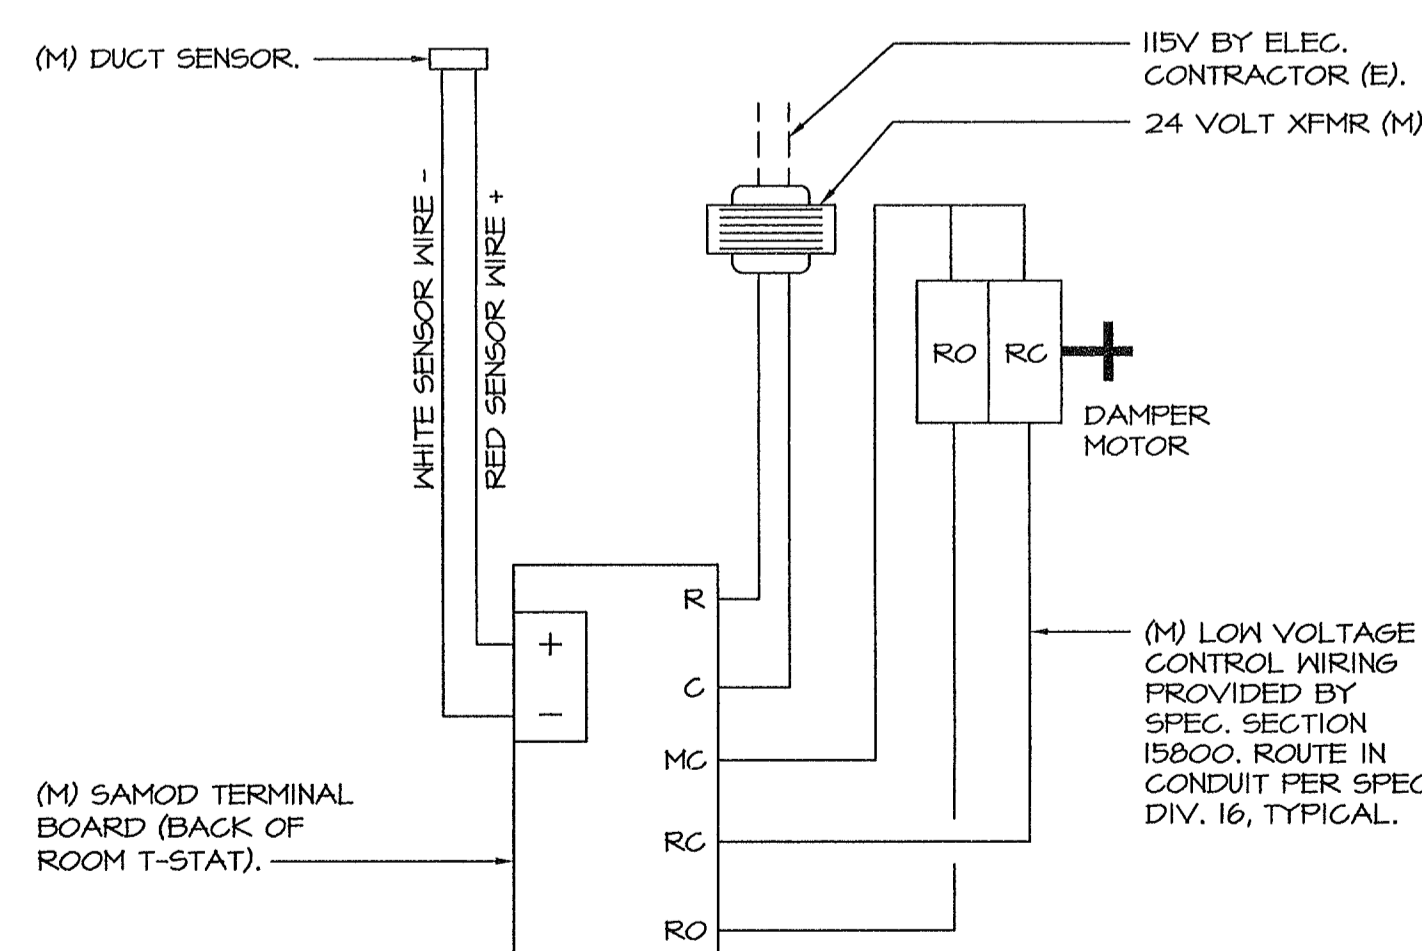 (M) DUCT SENSOR.
115V BY ELEC.
CONTRACTOR (E).
24 VOLT XFMR (M)
WHITE SENSOR WIRE -
RED SENSOR WIRE +
RO
RC
DAMPER
MOTOR
R
+
C
-
MC
RC
RO
(M) LOW VOLTAGE
CONTROL WIRING
PROVIDED BY
SPEC. SECTION
15800. ROUTE IN
CONDUIT PER SPEC
DIV. 16, TYPICAL.
(M) SAMOD TERMINAL
BOARD (BACK OF
ROOM T-STAT).